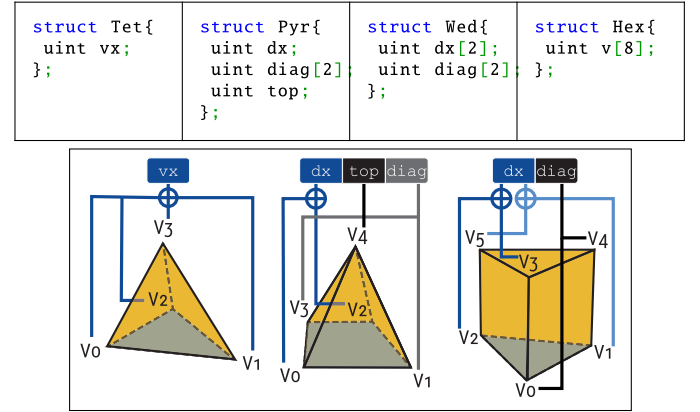 struct Tet{
uint vx;
};
struct Pyr{
uint dx;
uint diag[2];
uint top;
};
struct Wed{
uint dx[2];
uint diag[2];
};
struct Hex{
uint v[8];
};
vx
V3
V2
V0
V1
dx top diag
V4
V3
V2
V0
V1
dx diag
V5
V4
V3
V2
V1
V0